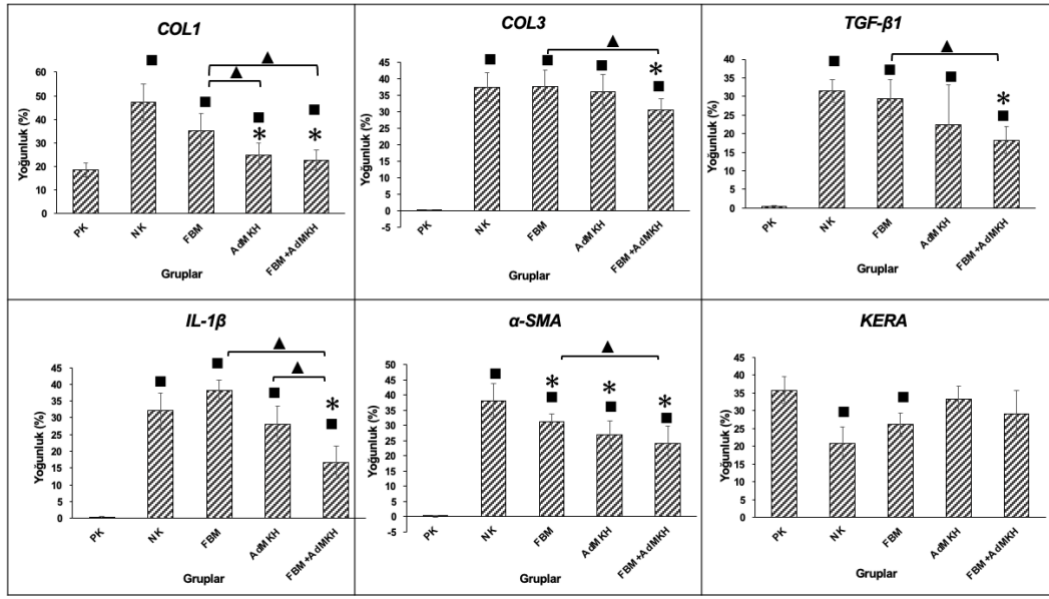 COL1
Yoğunluk (%)
60
50
40
30
20
10
0
PK
NK
FBM
AdMKH
FBM+AdMKH
Gruplar
COL3
Yoğunluk (%)
45
40
35
30
25
20
15
10
5
0
-5
PK
NK
FBM
AdMKH
FBM+AdMKH
Gruplar
TGF-β1
Yoğunluk (%)
40
35
30
25
20
15
10
5
0
PK
NK
FBM
AdMKH
FBM+AdMKH
Gruplar
IL-1β
Yoğunluk (%)
45
40
35
30
25
20
15
10
5
0
PK
NK
FBM
AdMKH
FBM+AdMKH
Gruplar
α-SMA
Yoğunluk (%)
50
45
40
35
30
25
20
15
10
5
0
-5
PK
NK
FBM
AdMKH
FBM+AdMKH
Gruplar
KERA
Yoğunluk (%)
45
40
35
30
25
20
15
10
5
0
PK
NK
FBM
AdMKH
FBM+AdMKH
Gruplar